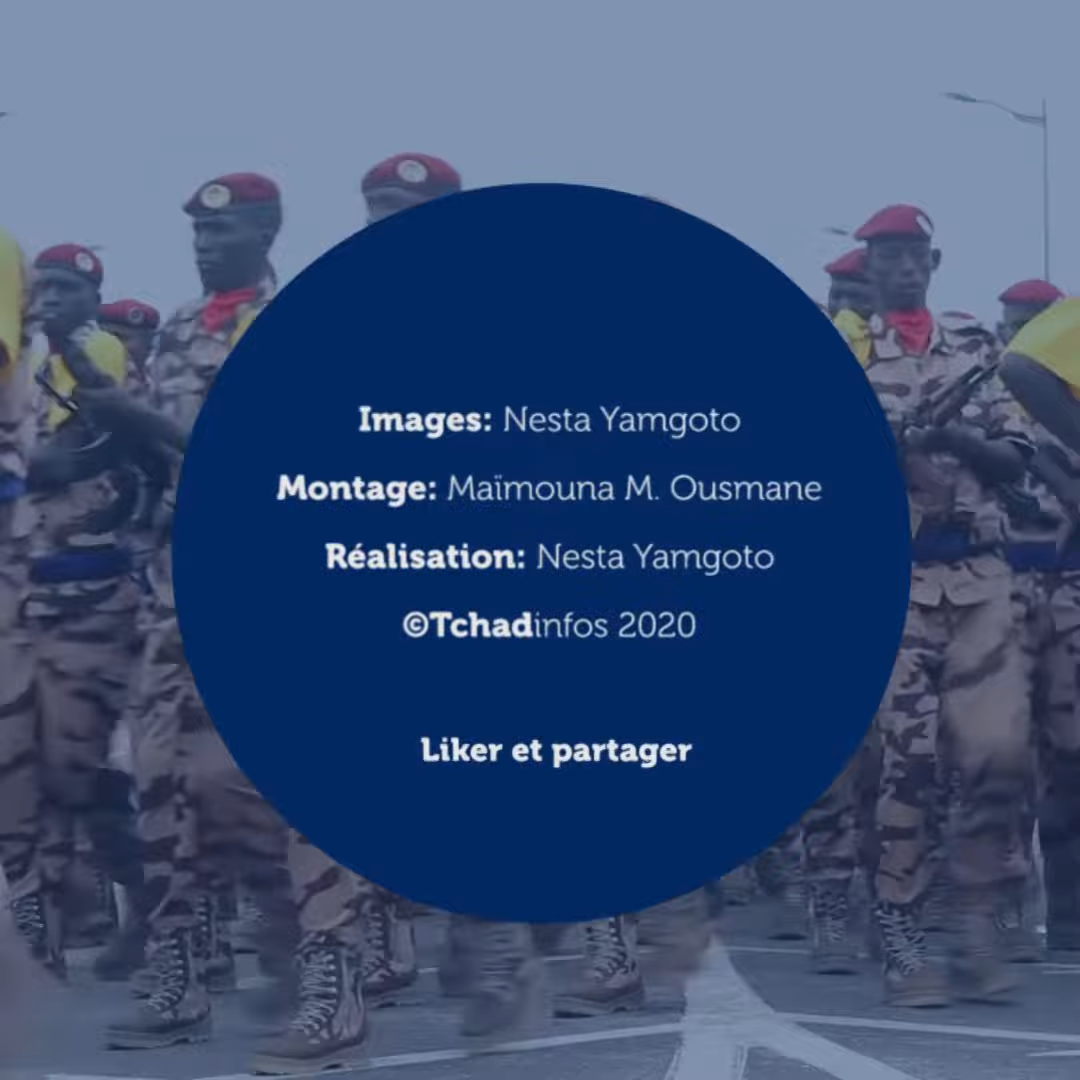 Images: Nesta Yamgoto
Montage: Maïmouna M. Ousmane
Réalisation: Nesta Yamgoto
©Tchadinfos 2020
Liker et partager